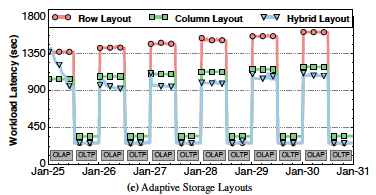 Row Layout Column Layout Hybrid Layout
Workload Latency (sec)
1800
1350
900
450
0
OLAP OLTP OLAP OLTP OLAP OLTP OLAP OLTP OLAP OLTP OLAP OLTP
Jan-25 Jan-26 Jan-27 Jan-28 Jan-29 Jan-30 Jan-31
(c) Adaptive Storage Layouts